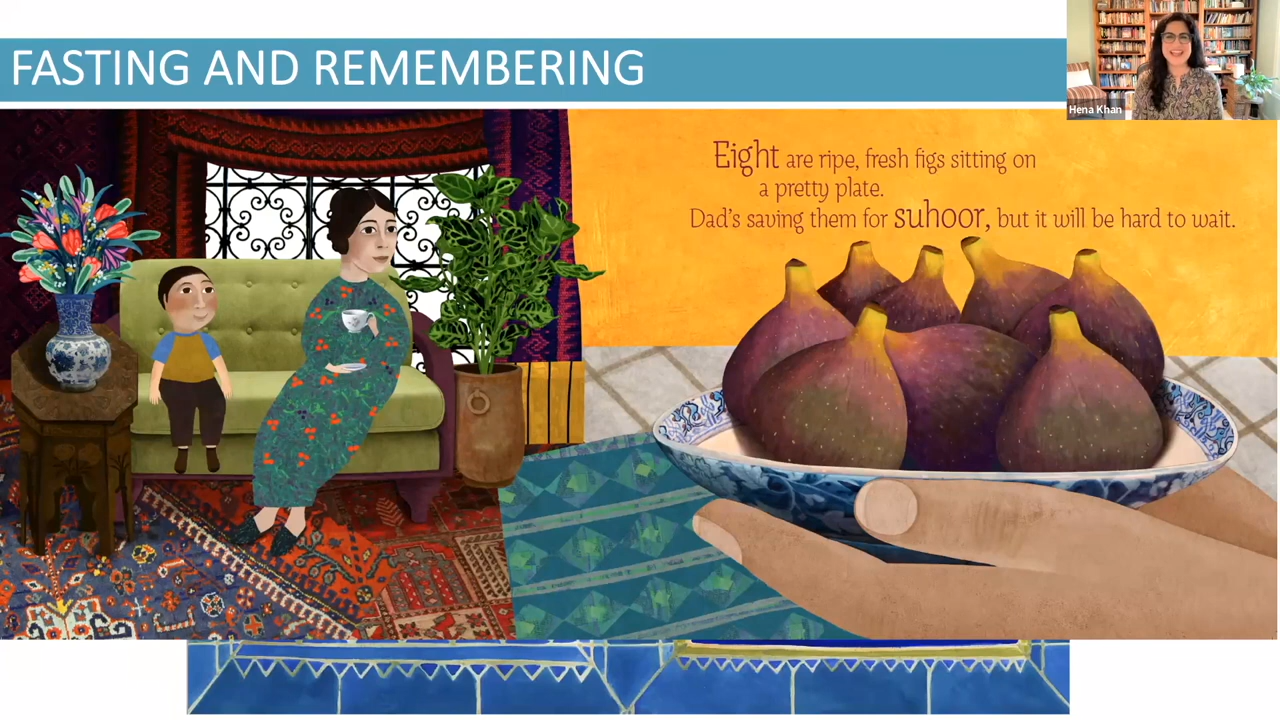 FASTING AND REMEMBERING
Hena Khan
Eight are ripe, fresh figs sitting on
a pretty plate.
Dad's saving them for suhoor, but it will be hard to wait.